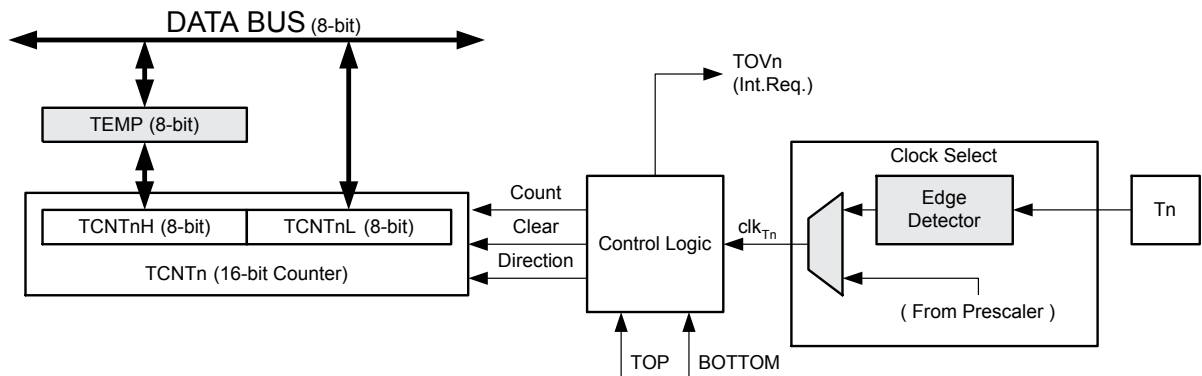 DATA BUS (8-bit)
TOVn
(Int.Req.)
TEMP (8-bit)
Clock Select
Count
Edge
Detector
Tn
TCNTnH (8-bit)
TCNTnL (8-bit)
Clear
Control Logic
clkTn
TCNTn (16-bit Counter)
Direction
( From Prescaler )
TOP
BOTTOM